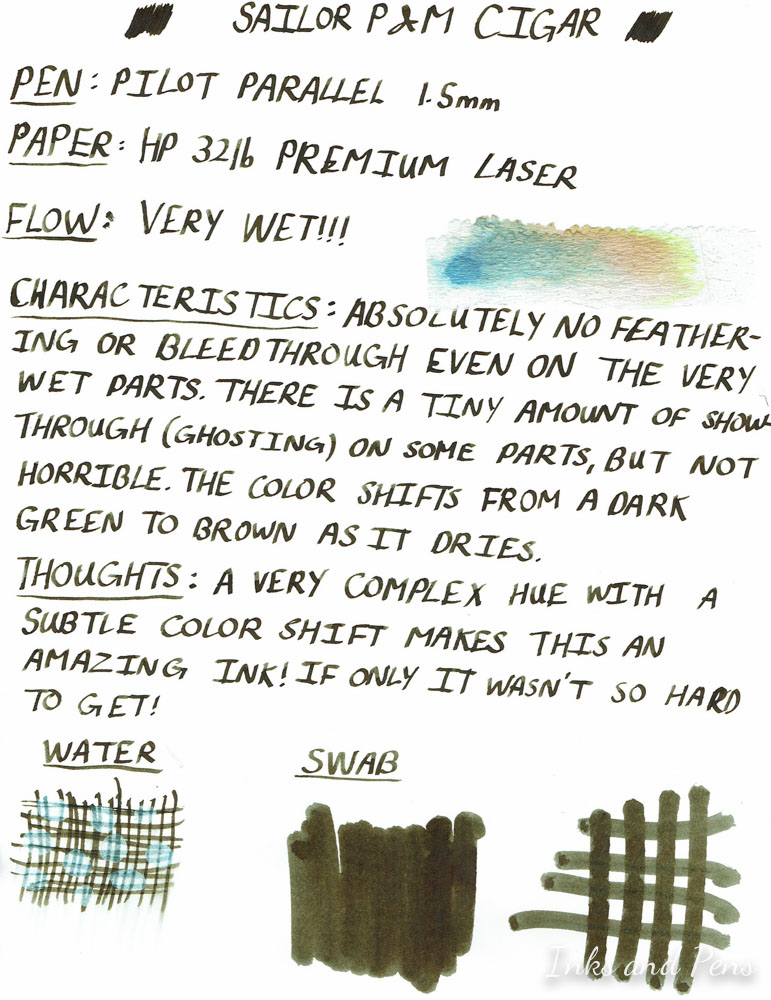 SAILOR P&M CIGAR
PEN: PILOT PARALLEL 1.5mm
PAPER: HP 32lb PREMIUM LASER
FLOW: VERY WET!!!
CHARACTERISTICS: ABSOLUTELY NO FEATHER-
ING OR BLEEDTHROUGH EVEN ON THE VERY
WET PARTS. THERE IS A TINY AMOUNT OF SHOW
THROUGH (GHOSTING) ON SOME PARTS, BUT NOT
HORRIBLE. THE COLOR SHIFTS FROM A DARK
GREEN TO BROWN AS IT DRIES.
THOUGHTS: A VERY COMPLEX HUE WITH A
SUBTLE COLOR SHIFT MAKES THIS AN
AMAZING INK! IF ONLY IT WASN'T SO HARD
TO GET!
WATER SWAB
Inks and Pens